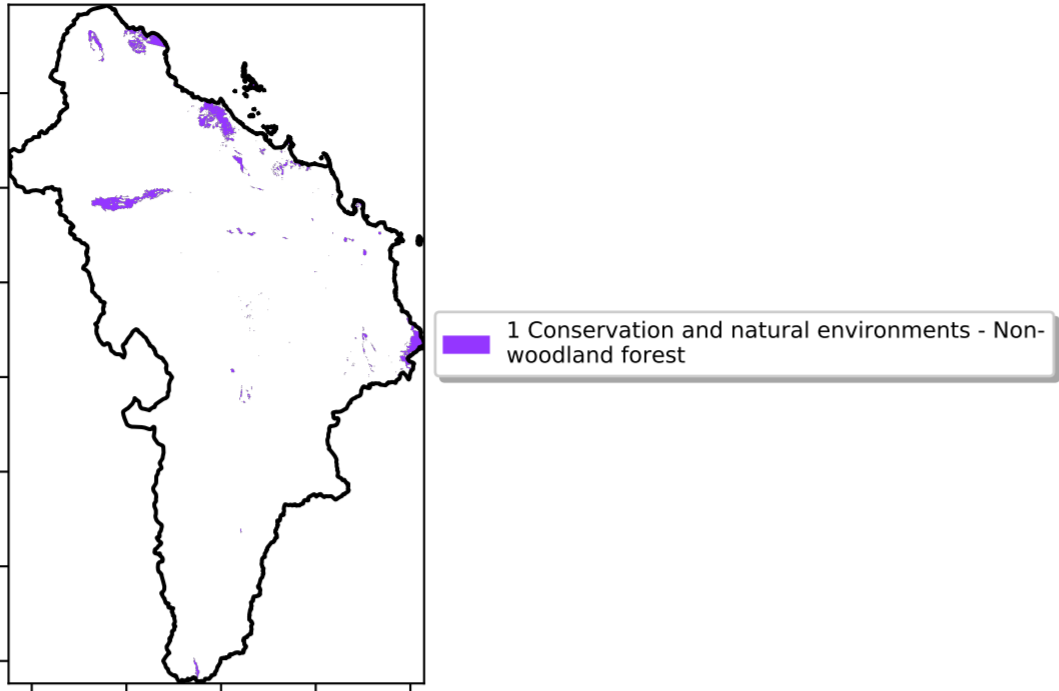 1 Conservation and natural environments - Non-
woodland forest